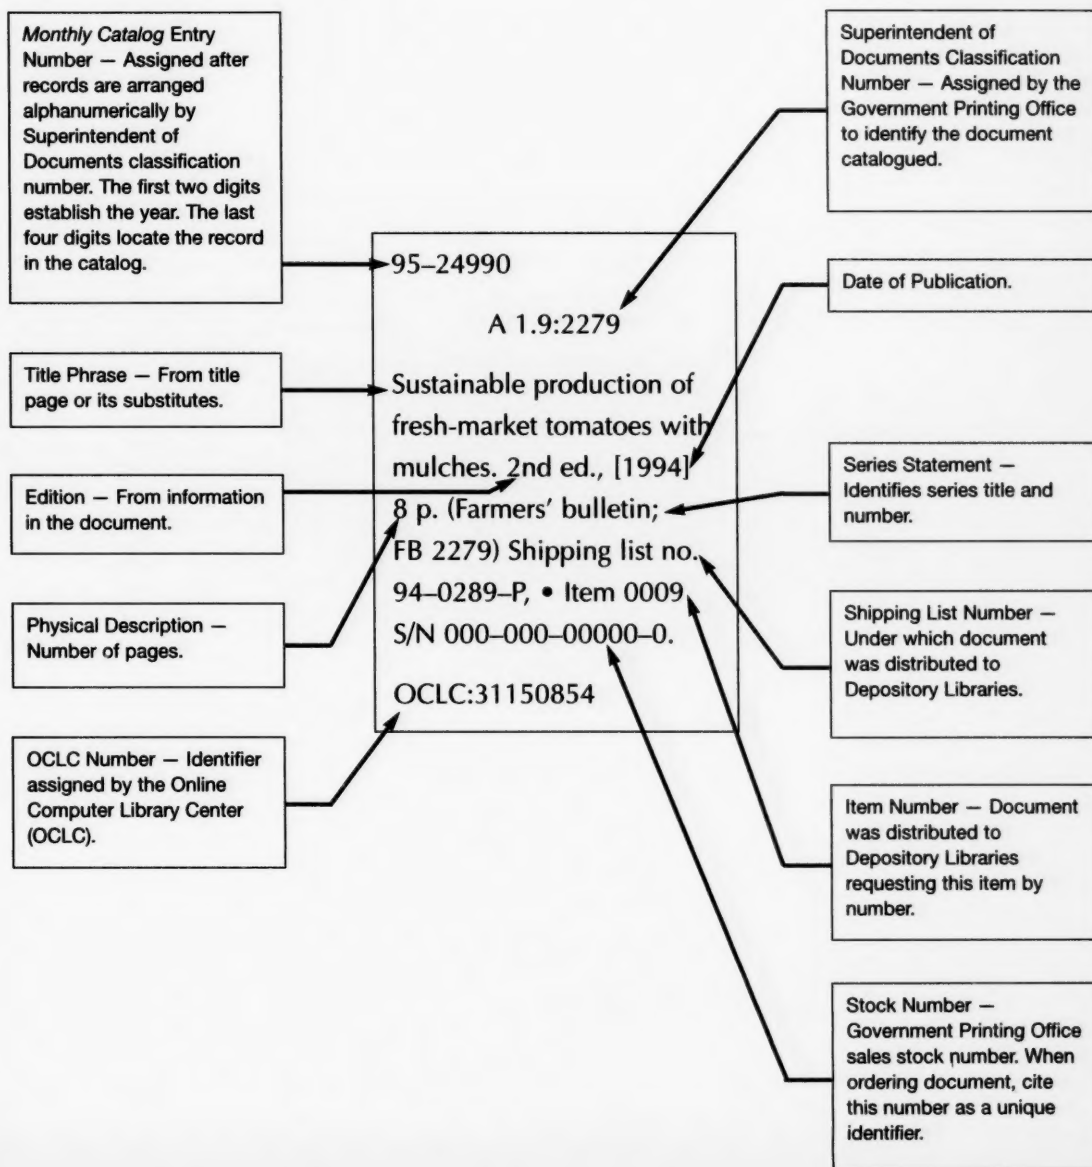 Monthly Catalog Entry
Number — Assigned after
records are arranged
alphanumerically by
Superintendent of
Documents classification
number. The first two digits
establish the year. The last
four digits locate the record
in the catalog.
Title Phrase — From title
page or its substitutes.
Edition — From information
in the document.
Physical Description —
Number of pages.
OCLC Number — Identifier
assigned by the Online
Computer Library Center
(OCLC).
95–24990
A 1.9:2279
Sustainable production of
fresh-market tomatoes with
mulches. 2nd ed., [1994]
8 p. (Farmers' bulletin;
FB 2279) Shipping list no.
94–0289–P, • Item 0009
S/N 000–000–00000–0.
OCLC:31150854
Superintendent of
Documents Classification
Number — Assigned by the
Government Printing Office
to identify the document
catalogued.
Date of Publication.
Series Statement —
Identifies series title and
number.
Shipping List Number —
Under which document
was distributed to
Depository Libraries.
Item Number — Document
was distributed to
Depository Libraries
requesting this item by
number.
Stock Number —
Government Printing Office
sales stock number. When
ordering document, cite
this number as a unique
identifier.